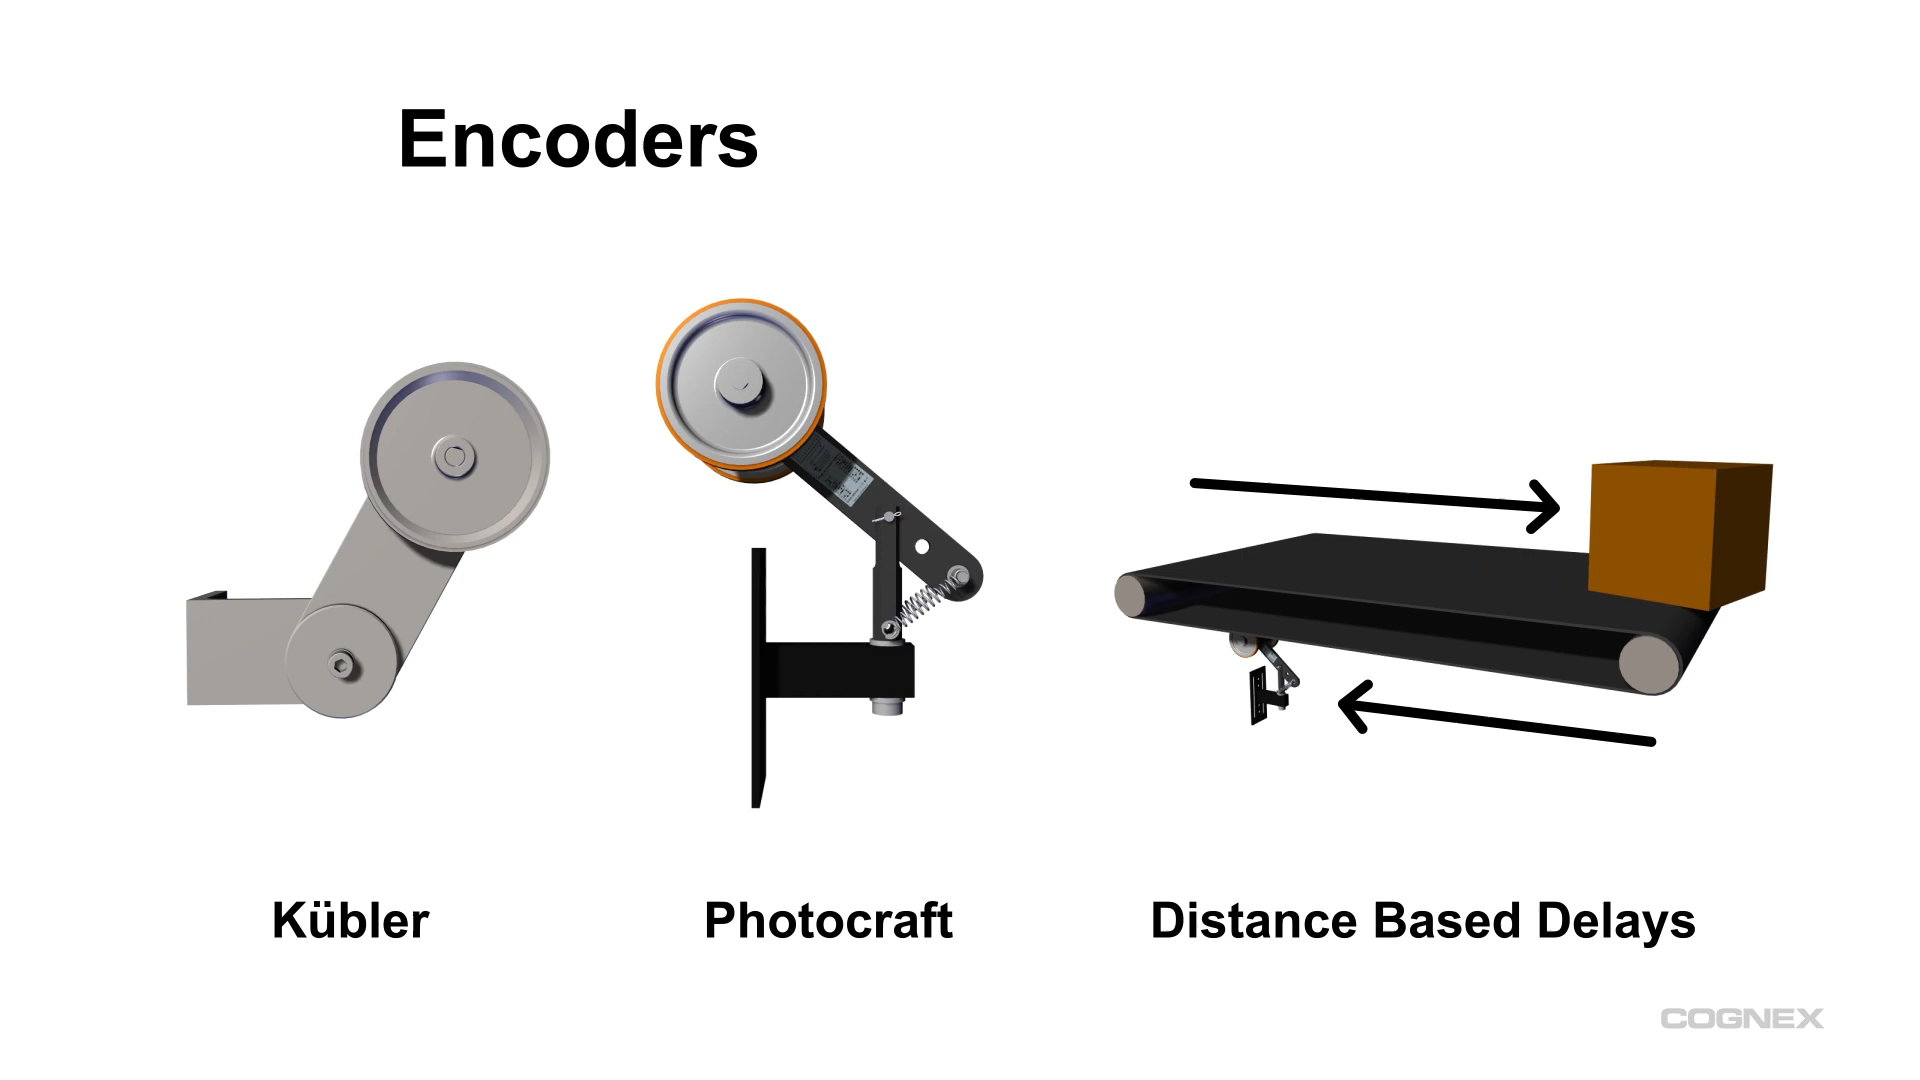 Encoders
Kübler
Photocraft
Distance Based Delays
COGNEX